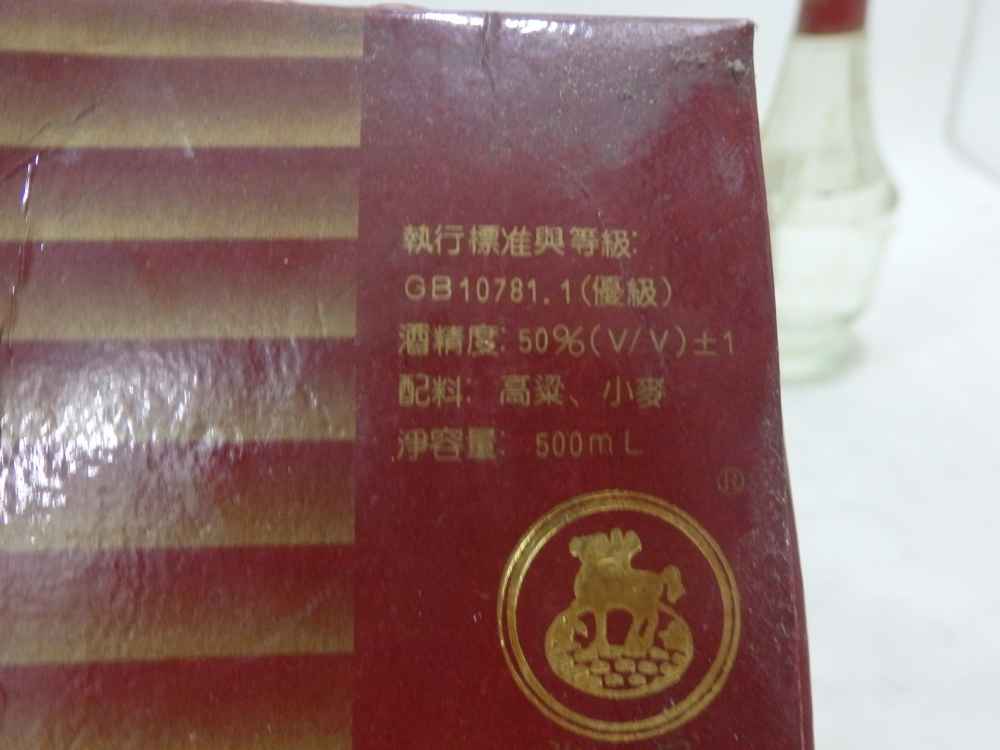 執行標准與等級:
GB10781.1(優級)
酒精度: 50%(V/V)±1
配料: 高粱、小麥
淨容量: 500mL
®